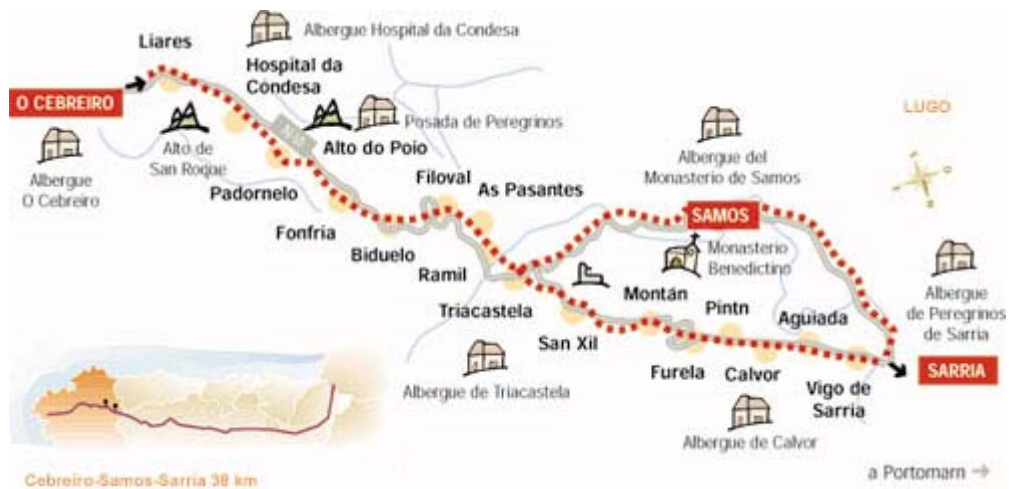 Liares
Albergue Hospital da Condesa
Hospital da
Condesa
O CEBREIRO
Albergue
O Cebreiro
Alto de
San Roque
Alto do Poio
Posada de Peregrinos
Padornelo
Filoval
As Pasantes
Fonfria
Biduelo
Ramil
Triacastela
Albergue de Triacastela
Albergue del
Monasterio de Samos
SAMOS
Monasterio
Benedictino
LUGO
San Xil
Montán
Furela
Pintn
Calvor
Albergue de Calvor
Aguiada
Vigo de
Sarria
Albergue
de Peregrinos
de Sarria
SARRIA
a Portomarn
Cebreiro-Samos-Sarria 38 km